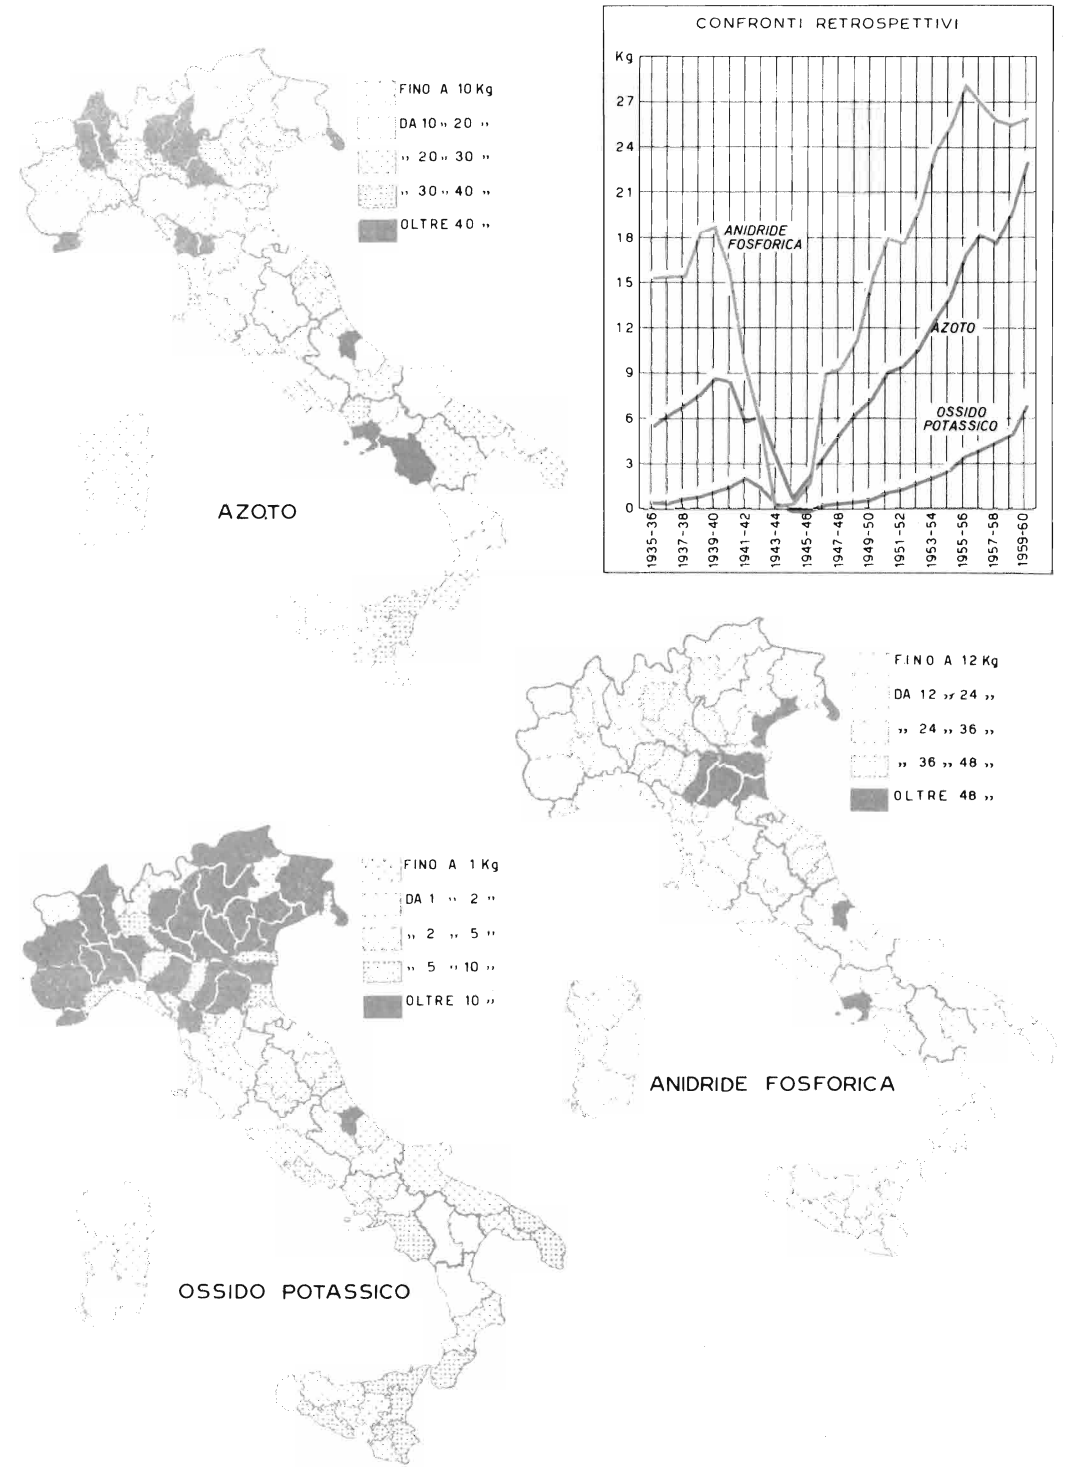 FINO A 10 Kg
DA 10 " 20 "
" 20 " 30 "
" 30 " 40 "
OLTRE 40 "
AZOTO
CONFRONTI RETROSPETTIVI
Kg
27
24
21
18
15
12
9
6
3
0
ANIDRIDE
FOSFORICA
AZOTO
OSSIDO
POTASSICO
1935-36
1937-38
1939-40
1941-42
1943-44
1945-46
1947-48
1949-50
1951-52
1953-54
1955-56
1957-58
1959-60
FINO A 12 Kg
DA 12 " 24 "
" 24 " 36 "
" 36 " 48 "
OLTRE 48 "
ANIDRIDE FOSFORICA
FINO A 1 Kg
DA 1 " 2 "
" 2 " 5 "
" 5 " 10 "
OLTRE 10 "
OSSIDO POTASSICO